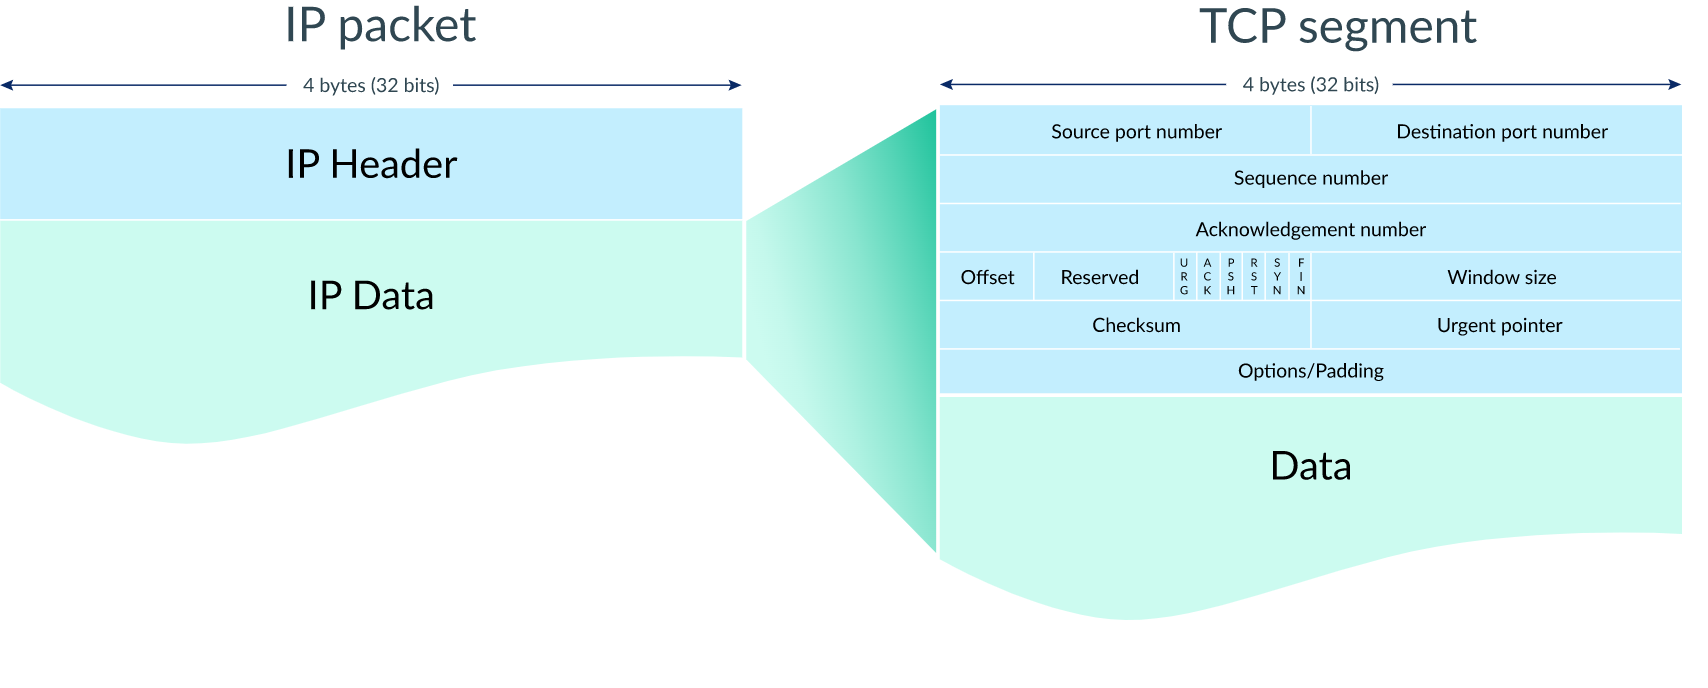 IP packet
TCP segment
4 bytes (32 bits)
4 bytes (32 bits)
IP Header
IP Data
Source port number
Destination port number
Sequence number
Acknowledgement number
Offset
Reserved
URG
ACK
PSH
RST
SYN
FIN
Window size
Checksum
Urgent pointer
Options/Padding
Data